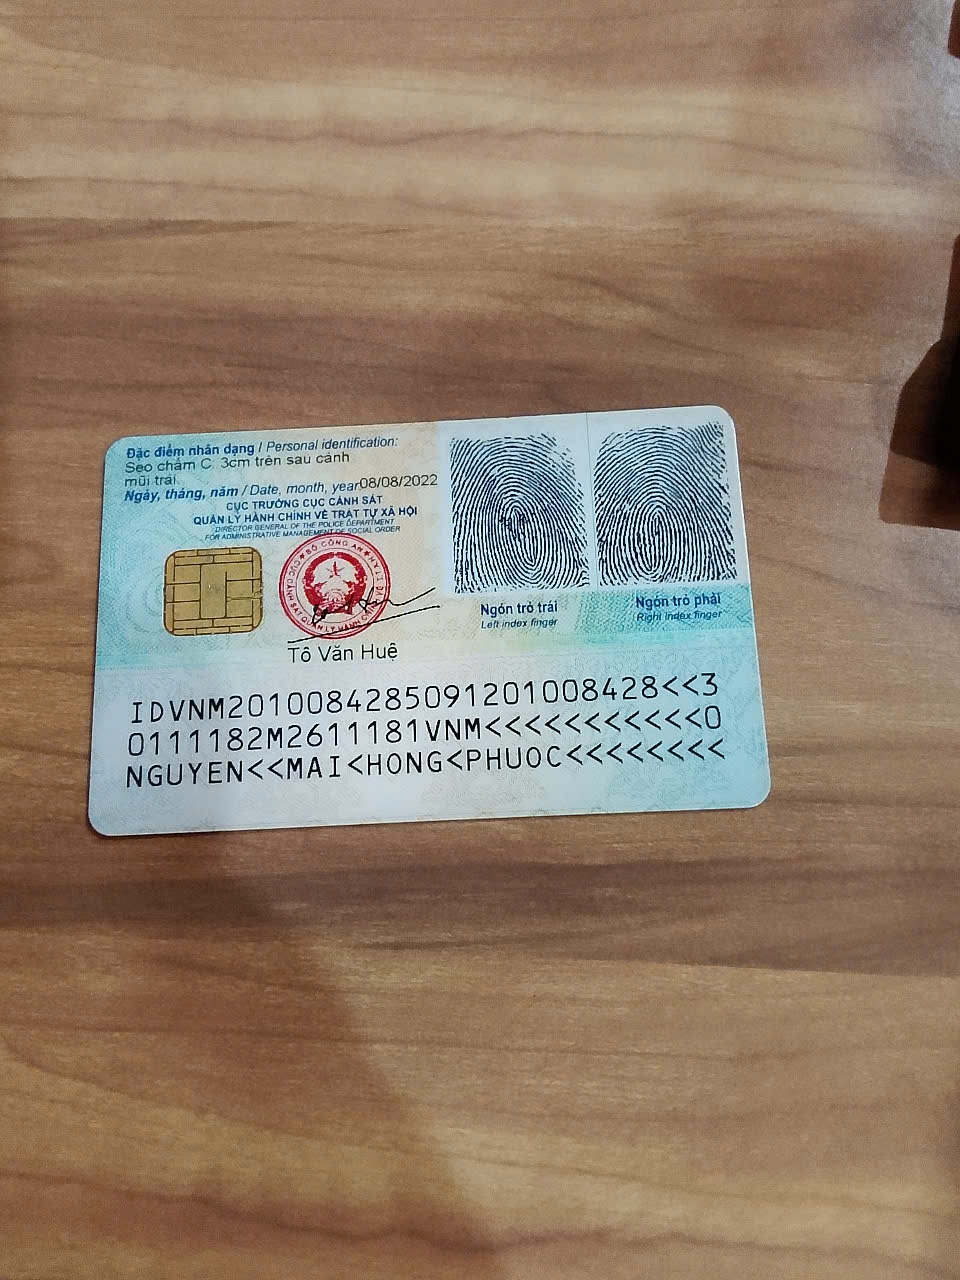 Đặc điểm nhân dạng / Personal identification:
Sẹo chấm C. 3cm trên sau cánh
mũi trái
Ngày, tháng, năm / Date, month, year 08/08/2022
CỤC TRƯỞNG CỤC CẢNH SÁT
QUẢN LÝ HÀNH CHÍNH VỀ TRẬT TỰ XÃ HỘI
DIRECTOR GENERAL OF THE POLICE DEPARTMENT
FOR ADMINISTRATIVE MANAGEMENT OF SOCIAL ORDER
BỘ CÔNG AN
Tô Văn Huệ
Ngón trỏ trái
Left index finger
Ngón trỏ phải
Right index finger
IDVNM2010084285091201008428<<3
0111182M2611181VNM<<<<<<<<<<<0
NGUYEN<<MAI<HONG<PHUOC<<<<<<<<